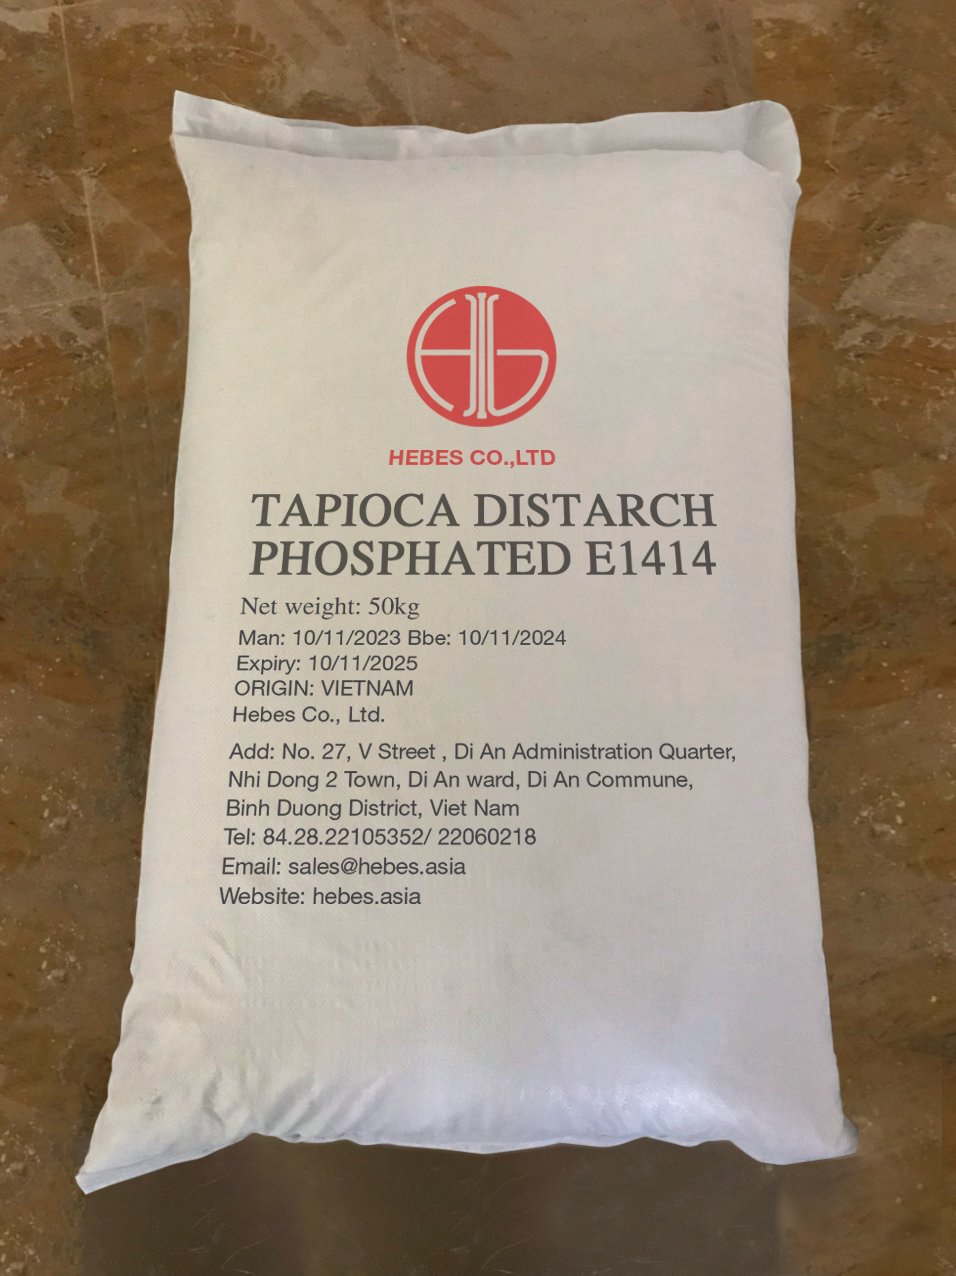 HEBES CO.,LTD
TAPIOCA DISTARCH
PHOSPHATED E1414
Net weight: 50kg
Man: 10/11/2023 Bbe: 10/11/2024
Expiry: 10/11/2025
ORIGIN: VIETNAM
Hebes Co., Ltd.
Add: No. 27, V Street , Di An Administration Quarter,
Nhi Dong 2 Town, Di An ward, Di An Commune,
Binh Duong District, Viet Nam
Tel: 84.28.22105352/ 22060218
Email: sales@hebes.asia
Website: hebes.asia